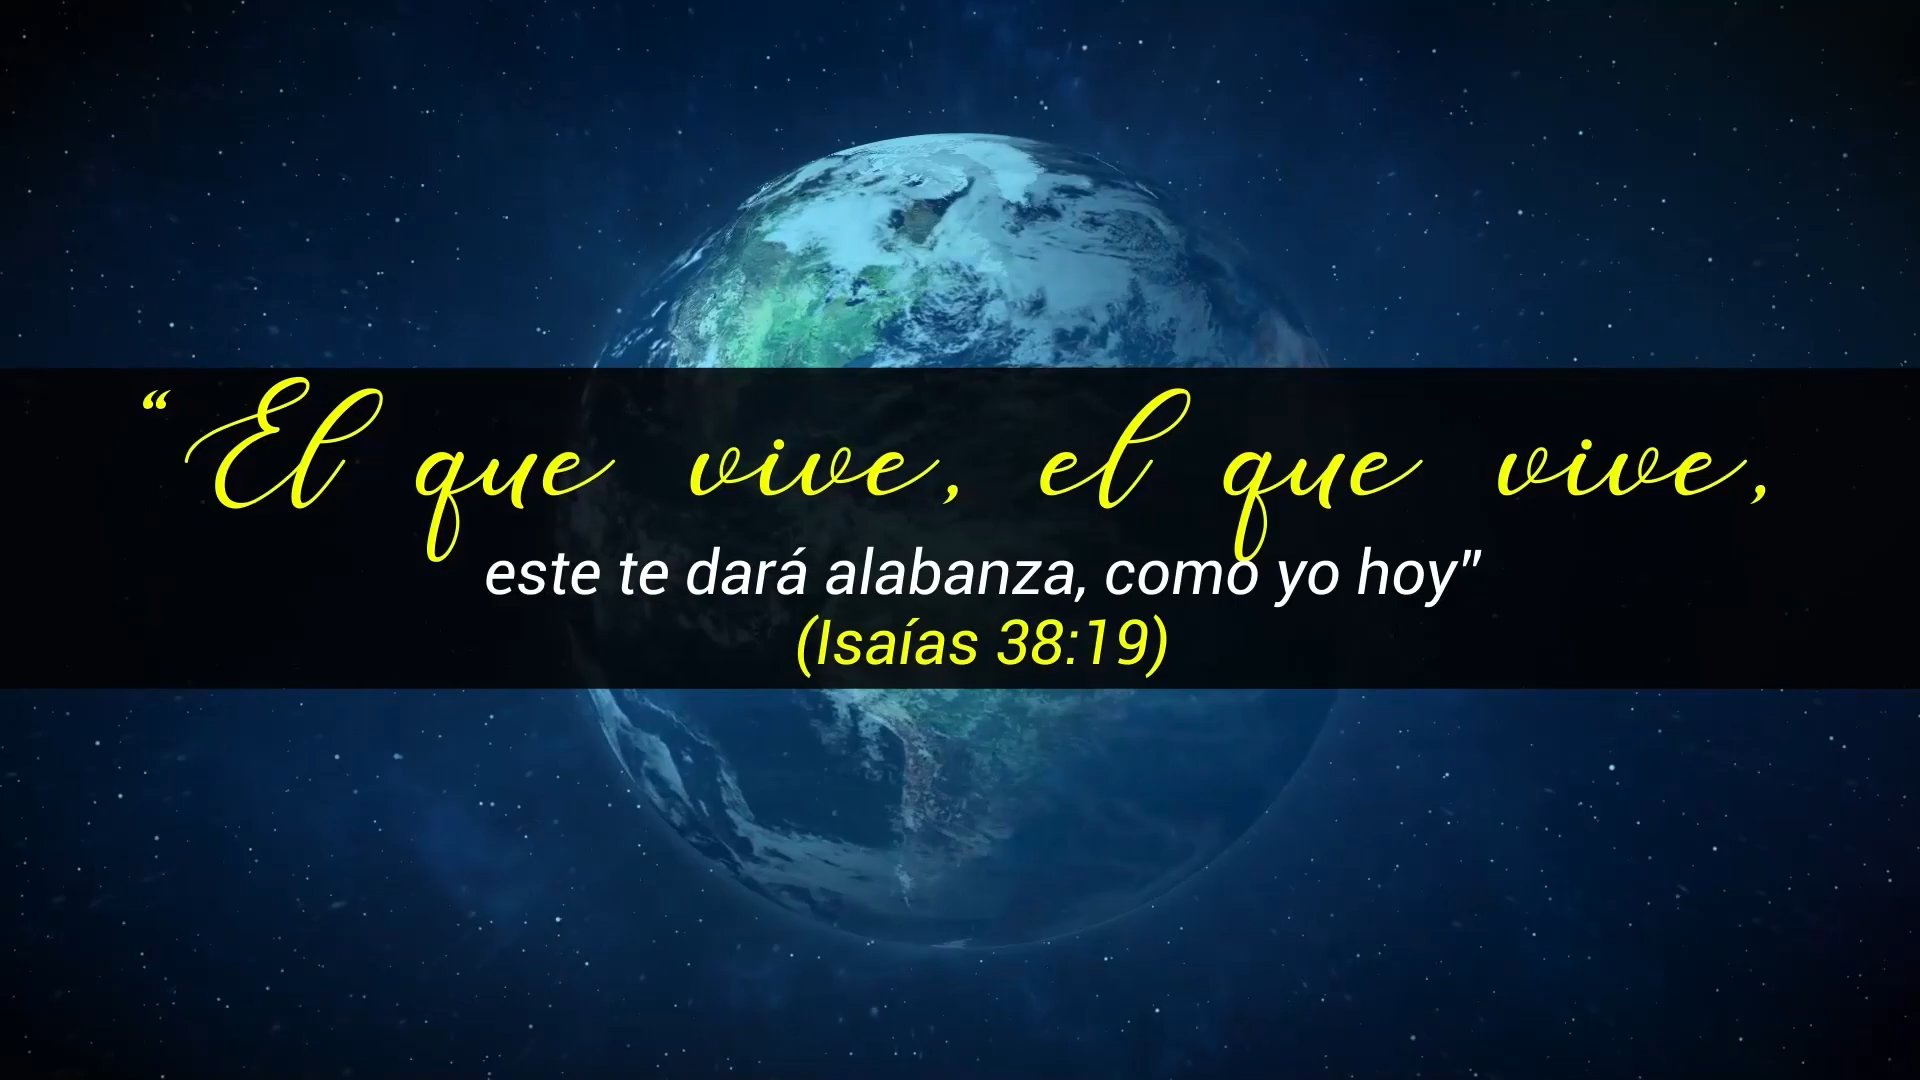 “El que vive, el que vive,
este te dará alabanza, como yo hoy”
(Isaías 38:19)